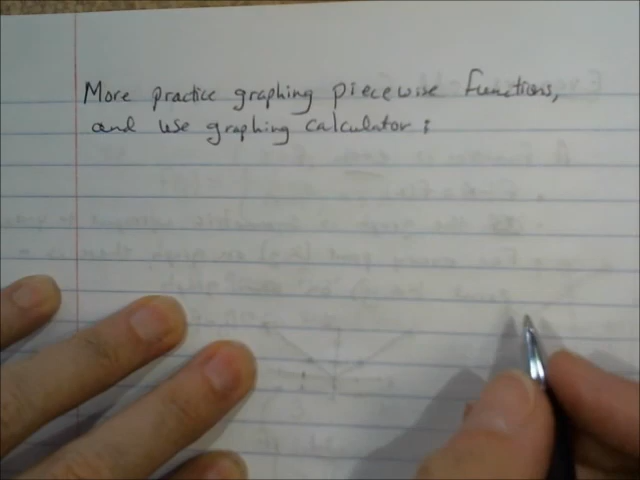 More practice graphing piecewise functions,
and use graphing calculator: